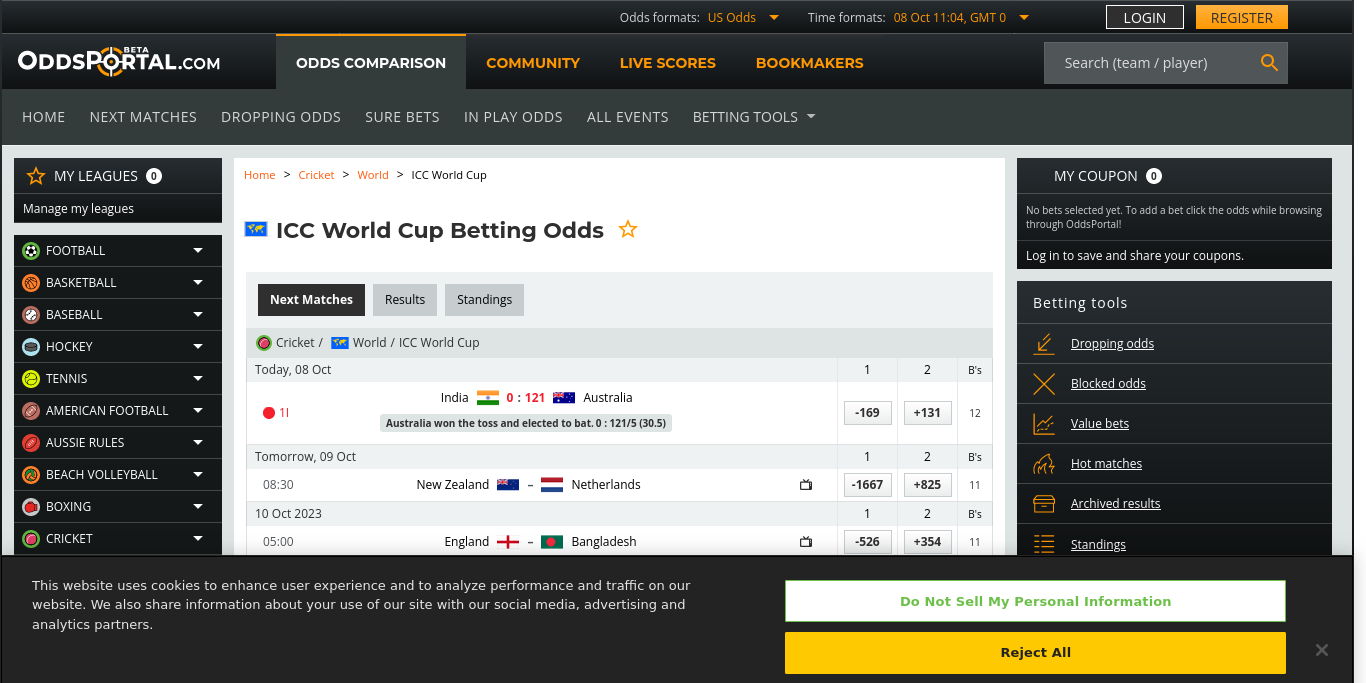 Odds formats: US Odds
Time formats: 08 Oct 11:04, GMT 0
LOGIN
REGISTER
ODDSPORTAL.COM
BETA
ODDS COMPARISON
COMMUNITY
LIVE SCORES
BOOKMAKERS
Search (team / player)
HOME
NEXT MATCHES
DROPPING ODDS
SURE BETS
IN PLAY ODDS
ALL EVENTS
BETTING TOOLS
MY LEAGUES 0
Manage my leagues
FOOTBALL
BASKETBALL
BASEBALL
HOCKEY
TENNIS
AMERICAN FOOTBALL
AUSSIE RULES
BEACH VOLLEYBALL
BOXING
CRICKET
Home > Cricket > World > ICC World Cup
ICC World Cup Betting Odds
Next Matches
Results
Standings
Cricket / World / ICC World Cup
Today, 08 Oct 1 2 B's
1I India 0 : 121 Australia -169 +131 12
Australia won the toss and elected to bat. 0 : 121/5 (30.5)
Tomorrow, 09 Oct 1 2 B's
08:30 New Zealand – Netherlands -1667 +825 11
10 Oct 2023 1 2 B's
05:00 England – Bangladesh -526 +354 11
MY COUPON 0
No bets selected yet. To add a bet click the odds while browsing
through OddsPortal!
Log in to save and share your coupons.
Betting tools
Dropping odds
Blocked odds
Value bets
Hot matches
Archived results
Standings
This website uses cookies to enhance user experience and to analyze performance and traffic on our
website. We also share information about your use of our site with our social media, advertising and
analytics partners.
Do Not Sell My Personal Information
Reject All